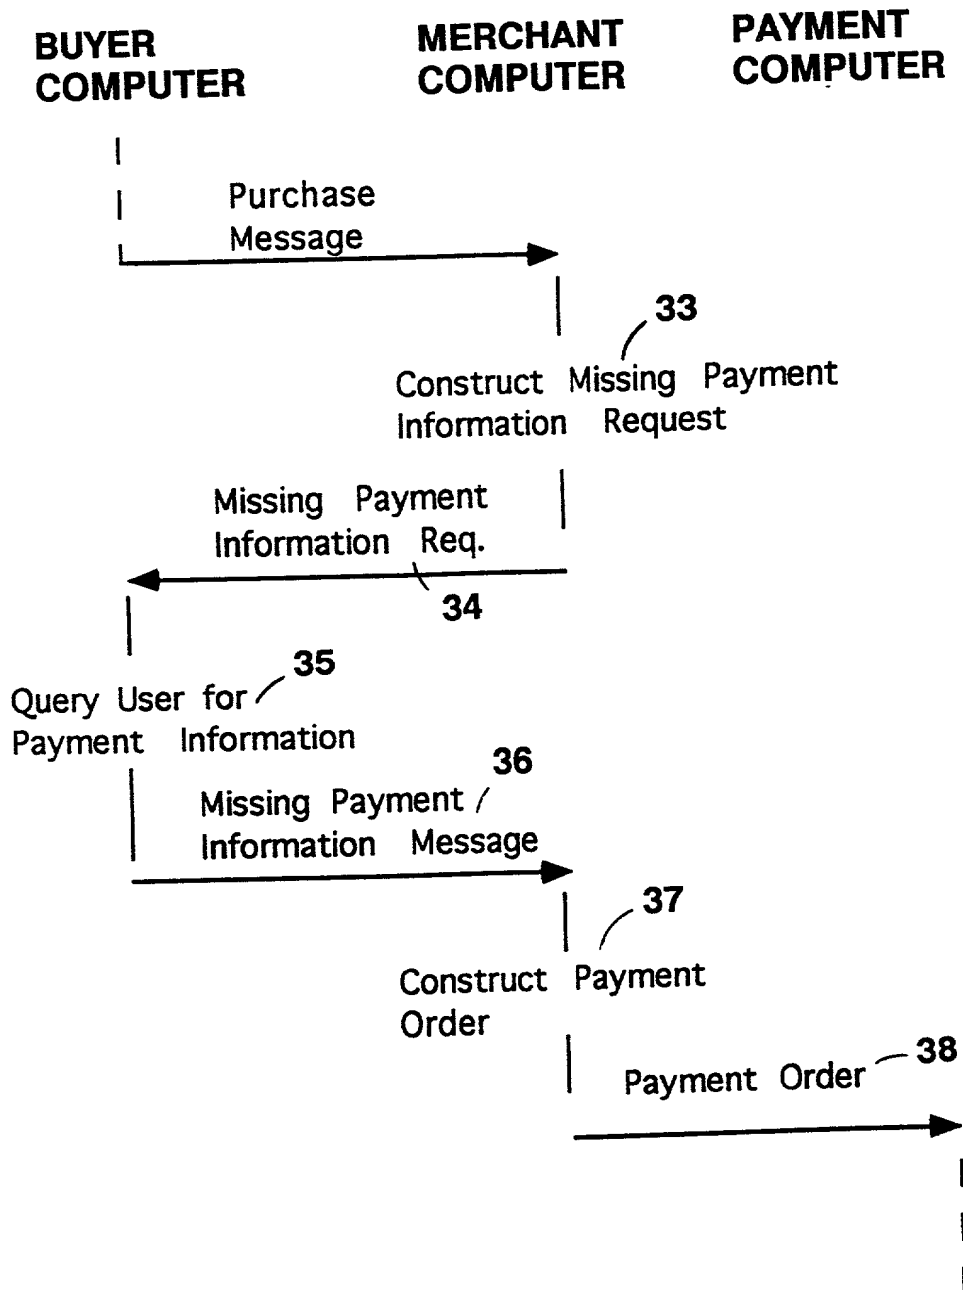 BUYER
COMPUTER
MERCHANT
COMPUTER
PAYMENT
COMPUTER
Purchase
Message
33
Construct Missing Payment
Information Request
Missing Payment
Information Req.
34
35
Query User for
Payment Information
36
Missing Payment
Information Message
37
Construct Payment
Order
38
Payment Order